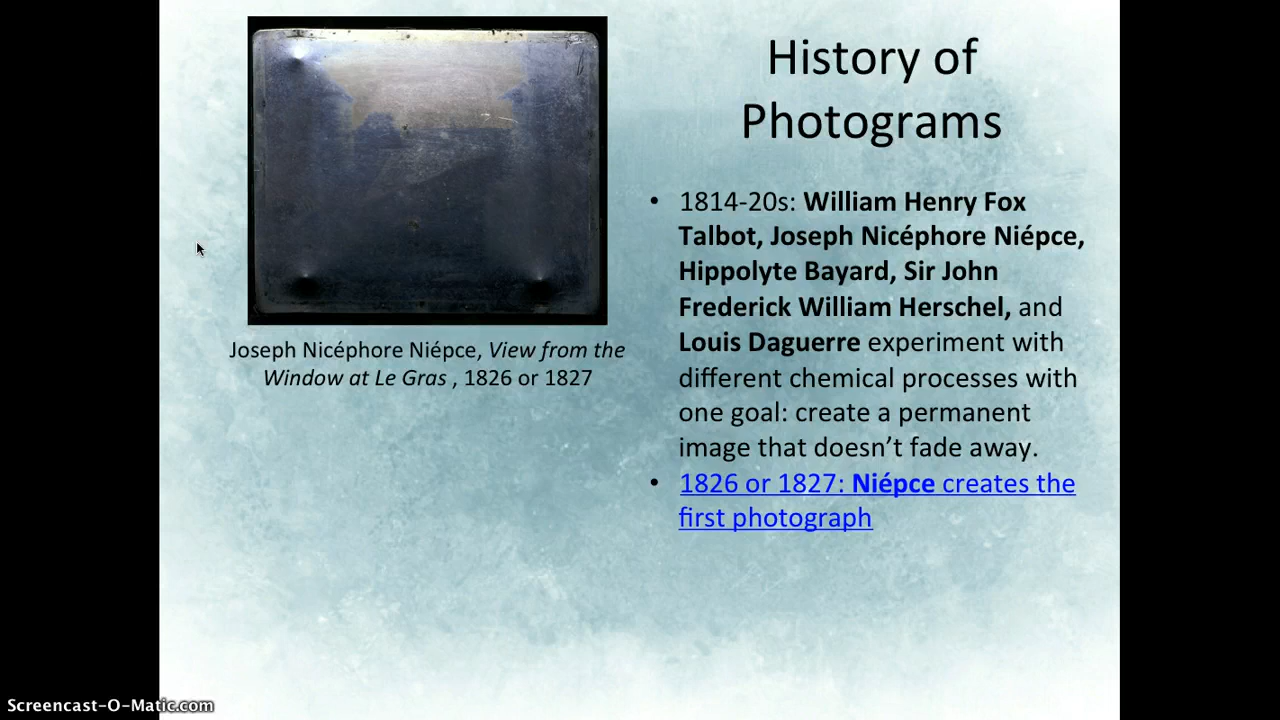 History of
Photograms
• 1814-20s: William Henry Fox
Talbot, Joseph Nicéphore Niépce,
Hippolyte Bayard, Sir John
Frederick William Herschel, and
Louis Daguerre experiment with
different chemical processes with
one goal: create a permanent
image that doesn’t fade away.
• 1826 or 1827: Niépce creates the
first photograph
Joseph Nicéphore Niépce, View from the
Window at Le Gras , 1826 or 1827
Screencast-O-Matic.com